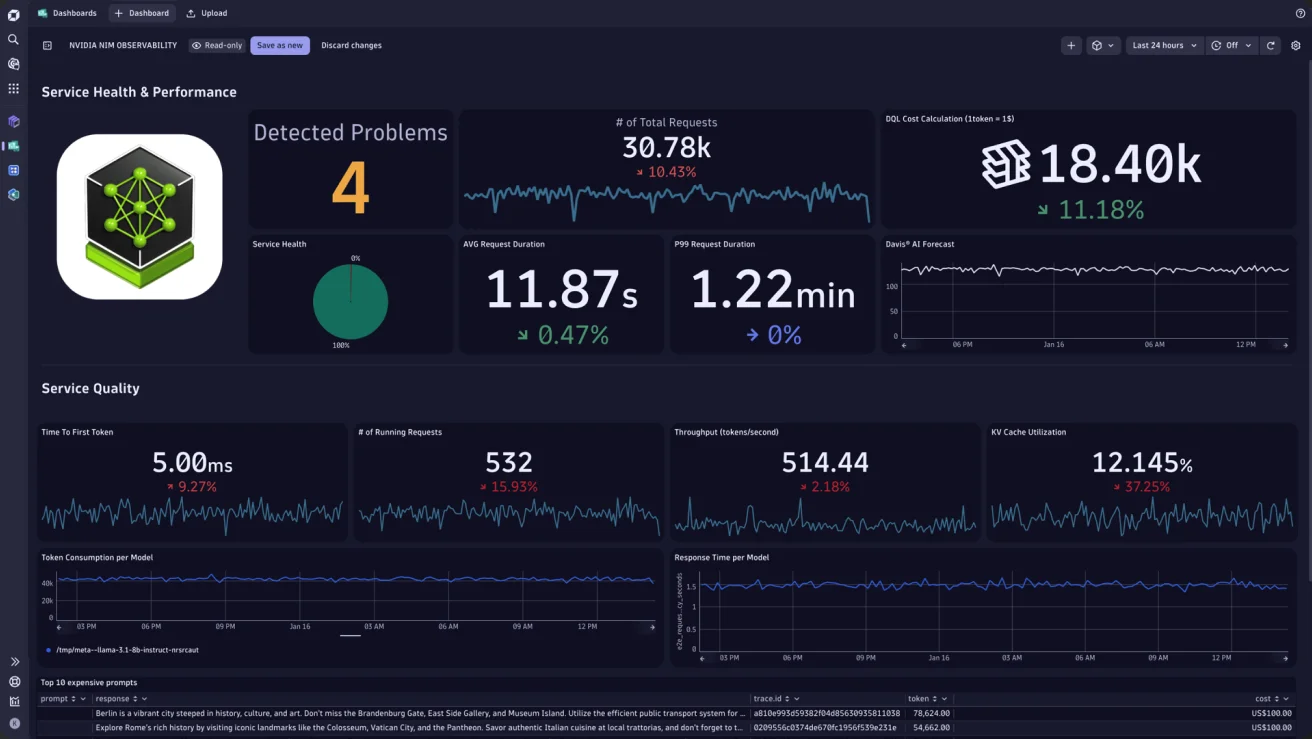 Dashboards
Dashboard
Upload
NVIDIA NIM OBSERVABILITY
Read-only
Save as new
Discard changes
Last 24 hours
Off
Service Health & Performance
Detected Problems
4
# of Total Requests
30.78k
10.43%
DQL Cost Calculation (1token = 1$)
18.40k
11.18%
Service Health
0%
100%
AVG Request Duration
11.87s
0.47%
P99 Request Duration
1.22min
0%
Davis® AI Forecast
100
50
0
06 PM
Jan 16
06 AM
12 PM
Service Quality
Time To First Token
5.00ms
9.27%
# of Running Requests
532
15.93%
Throughput (tokens/second)
514.44
2.18%
KV Cache Utilization
12.145%
37.25%
Token Consumption per Model
40k
20k
0
03 PM
06 PM
09 PM
Jan 16
03 AM
06 AM
09 AM
12 PM
/tmp/meta--llama-3.1-8b-instruct-nrsrcaut
Response Time per Model
e2e_reques..cy_seconds
1.5
1
0.5
0
03 PM
06 PM
09 PM
Jan 16
03 AM
06 AM
09 AM
12 PM
Top 10 expensive prompts
prompt
response
trace.id
token
cost
Berlin is a vibrant city steeped in history, culture, and art. Don't miss the Brandenburg Gate, East Side Gallery, and Museum Island. Utilize the efficient public transport system for ...
a810e993d59382f04d85630935811038
78,624.00
US$100.00
Explore Rome's rich history by visiting iconic landmarks like the Colosseum, Vatican City, and the Pantheon. Savor authentic Italian cuisine at local trattorias, and don't forget to t...
0209556c0374de670fc1956f539e231e
54,662.00
US$100.00